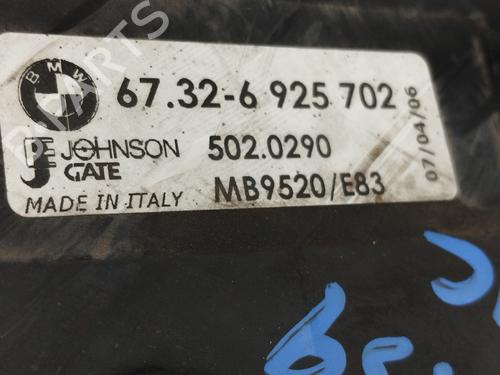 BMW
67.32-6 925 702
JOHNSON
GATE
502.0290
MB9520/E83
MADE IN ITALY
07/04/06